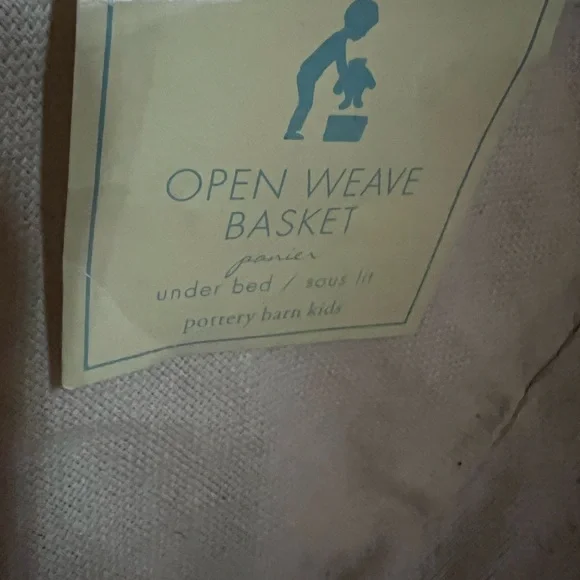 OPEN WEAVE
BASKET
panier
under bed / sous lit
pottery barn kids